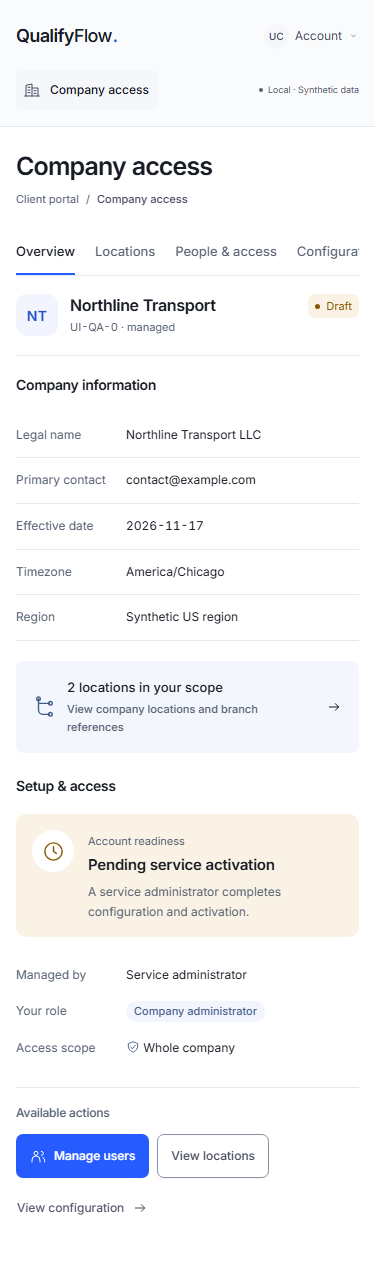 QualifyFlow.
UC Account
Company access
Local · Synthetic data
Company access
Client portal / Company access
Overview Locations People & access Configurat
NT
Northline Transport
UI-QA-0 · managed
Draft
Company information
Legal name Northline Transport LLC
Primary contact contact@example.com
Effective date 2026-11-17
Timezone America/Chicago
Region Synthetic US region
2 locations in your scope
View company locations and branch
references
Setup & access
Account readiness
Pending service activation
A service administrator completes
configuration and activation.
Managed by Service administrator
Your role Company administrator
Access scope Whole company
Available actions
Manage users View locations
View configuration